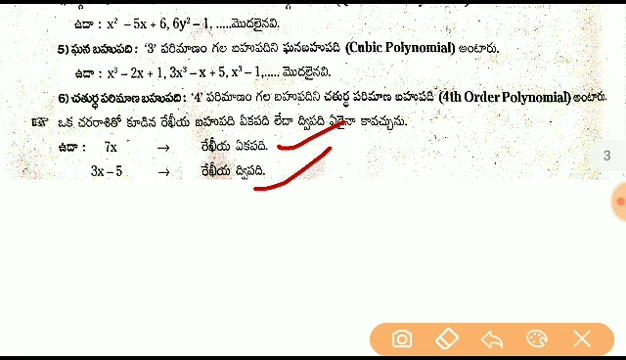 ఉదా : x² – 5x + 6, 6y² – 1, .....మొదలైనవి.
5) ఘన బహుపది : ‘3’ పరిమాణం గల బహుపదిని ఘనబహుపది (Cubic Polynomial) అంటారు.
ఉదా : x³ – 2x + 1, 3x³ – x + 5, x³ – 1,..... మొదలైనవి.
6) చతుర్థ పరిమాణ బహుపది : ‘4’ పరిమాణం గల బహుపదిని చతుర్థ పరిమాణ బహుపది (4th Order Polynomial) అంటారు.
ఒక చరరాశితో కూడిన రేఖీయ బహుపది ఏకపది లేదా ద్విపది ఏదైనా కావచ్చును.
ఉదా : 7x → రేఖీయ ఏకపది.
3x – 5 → రేఖీయ ద్విపది.
3